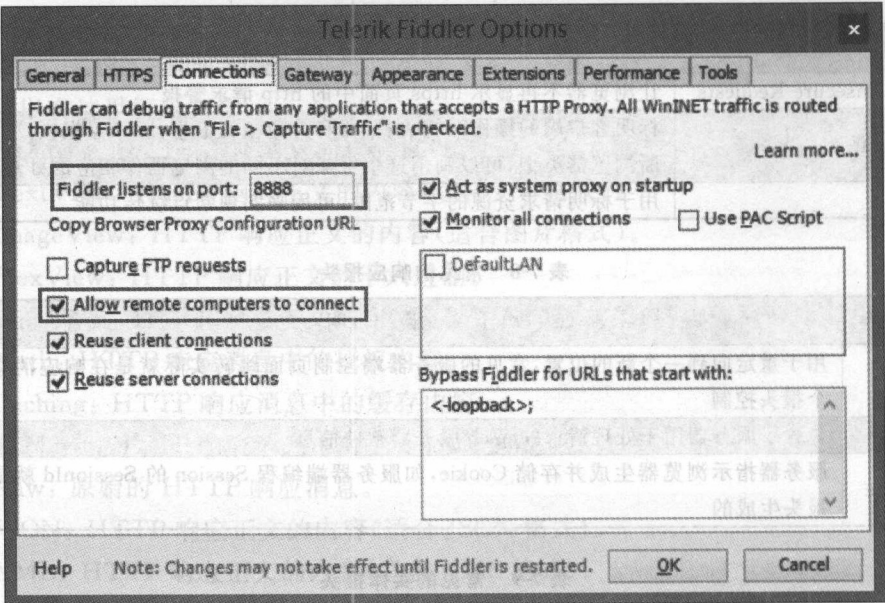 Telerik Fiddler Options
General HTTPS Connections Gateway Appearance Extensions Performance Tools
Fiddler can debug traffic from any application that accepts a HTTP Proxy. All WinINET traffic is routed
through Fiddler when "File > Capture Traffic" is checked.
Learn more...
Fiddler listens on port: 8888
Copy Browser Proxy Configuration URL
Capture FTP requests
Allow remote computers to connect
Reuse client connections
Reuse server connections
Act as system proxy on startup
Monitor all connections Use PAC Script
DefaultLAN
Bypass Fiddler for URLs that start with:
<-loopback>;
Help Note: Changes may not take effect until Fiddler is restarted. OK Cancel